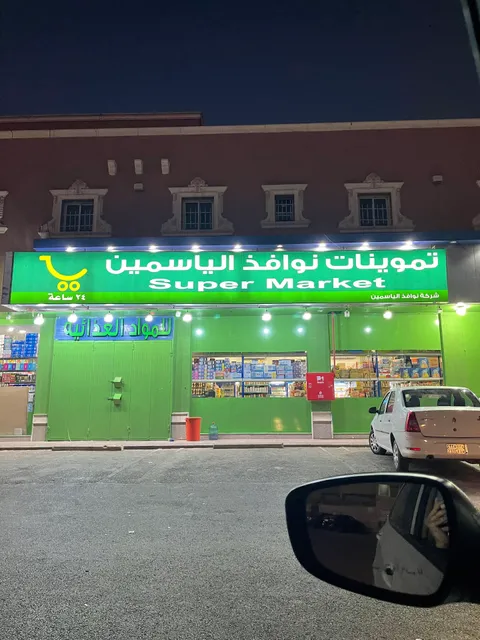 تموينات نوافذ الياسمين
Super Market
٢٤ ساعة
شركة نوافذ الياسمين
للمواد الغذائية